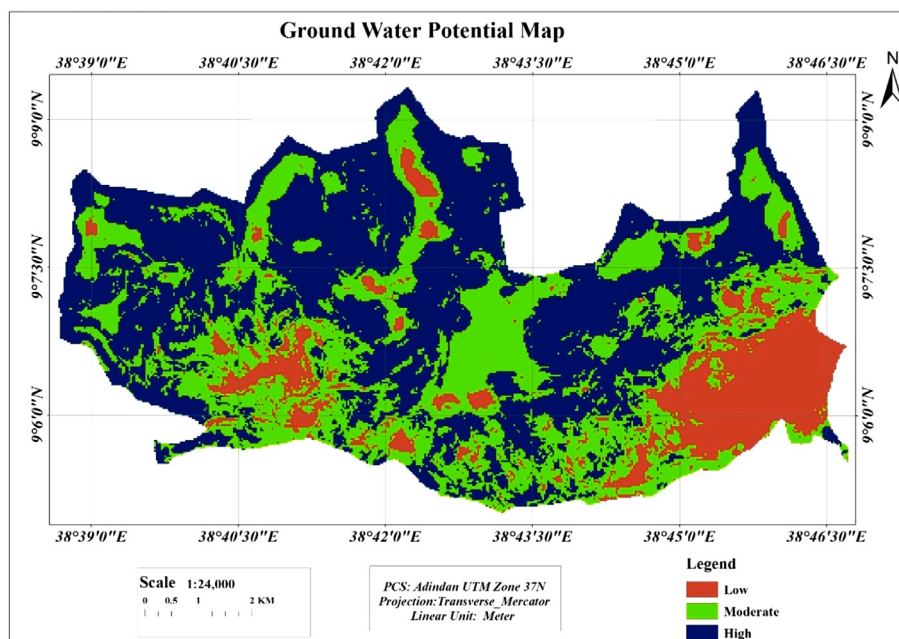 Ground Water Potential Map
38°39'0"E 38°40'30"E 38°42'0"E 38°43'30"E 38°45'0"E 38°46'30"E
N
9°9'0"N 9°9'0"N
9°7'30"N 9°7'30"N
9°6'0"N 9°6'0"N
38°39'0"E 38°40'30"E 38°42'0"E 38°43'30"E 38°45'0"E 38°46'30"E
Scale 1:24,000
0 0.5 1 2 KM
PCS: Adindan UTM Zone 37N
Projection:Transverse_Mercator
Linear Unit: Meter
Legend
Low
Moderate
High